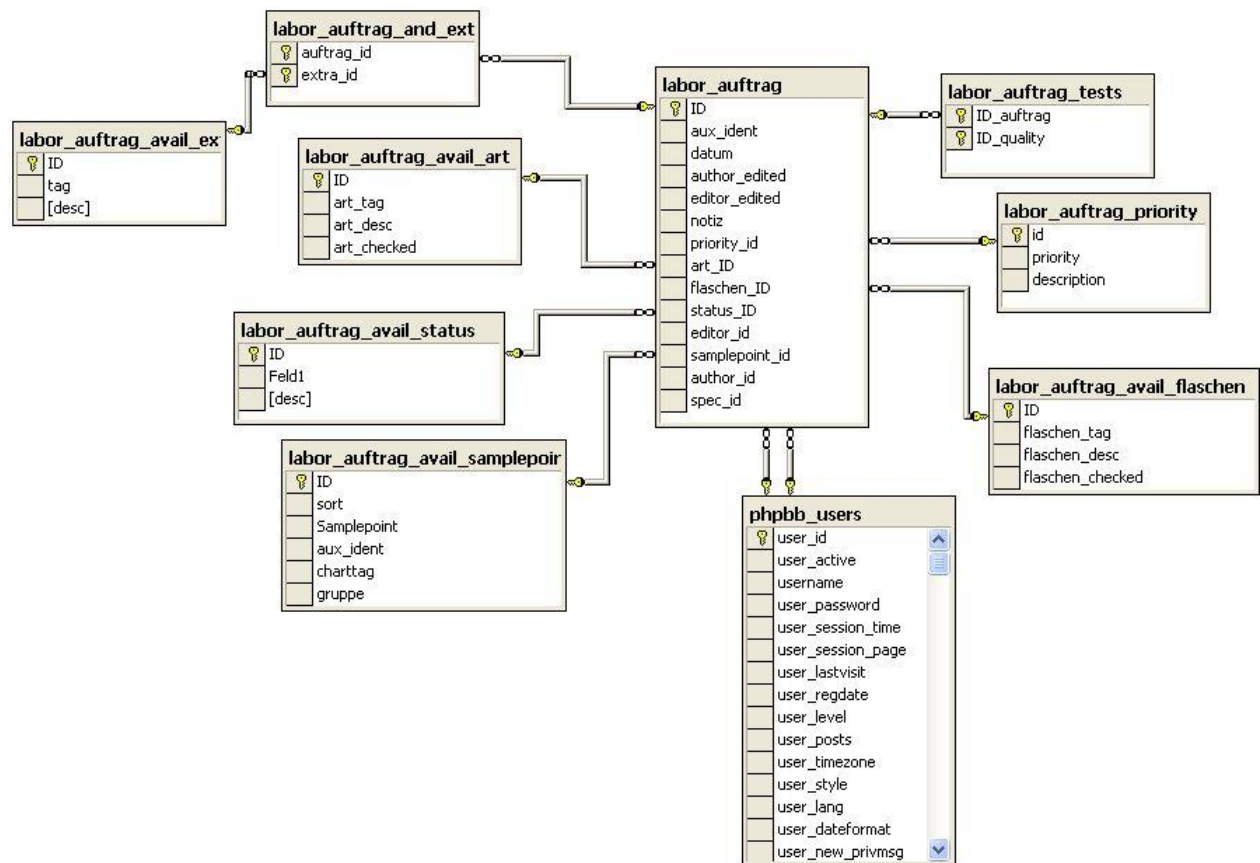 labor_auftrag_and_ext
auftrag_id
extra_id
labor_auftrag_avail_ex
ID
tag
[desc]
labor_auftrag_avail_art
ID
art_tag
art_desc
art_checked
labor_auftrag_avail_status
ID
Feld1
[desc]
labor_auftrag_avail_samplepoir
ID
sort
Samplepoint
aux_ident
charttag
gruppe
labor_auftrag
ID
aux_ident
datum
author_edited
editor_edited
notiz
priority_id
art_ID
flaschen_ID
status_ID
editor_id
samplepoint_id
author_id
spec_id
labor_auftrag_tests
ID_auftrag
ID_quality
labor_auftrag_priority
id
priority
description
labor_auftrag_avail_flaschen
ID
flaschen_tag
flaschen_desc
flaschen_checked
phpbb_users
user_id
user_active
username
user_password
user_session_time
user_session_page
user_lastvisit
user_regdate
user_level
user_posts
user_timezone
user_style
user_lang
user_dateformat
user_new_privmsg